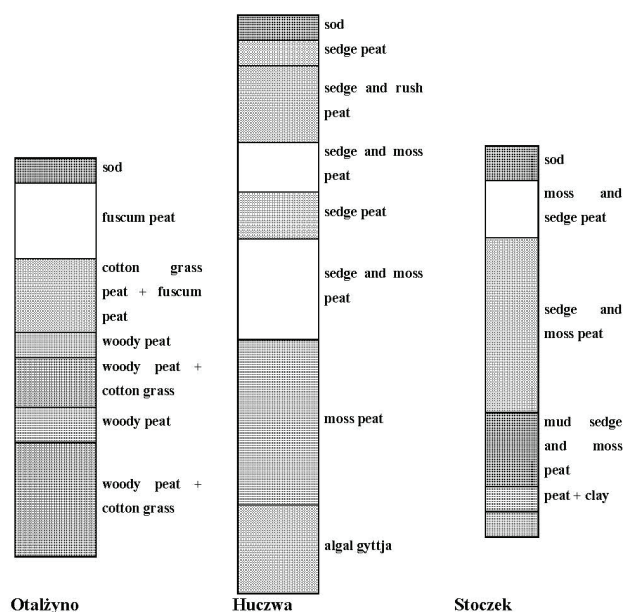 sod
fuscum peat
cotton grass
peat + fuscum
peat
woody peat
woody peat +
cotton grass
woody peat
woody peat +
cotton grass
Otalżyno
sod
sedge peat
sedge and rush
peat
sedge and moss
peat
sedge peat
sedge and moss
peat
moss peat
algal gyttja
Huczwa
sod
moss and
sedge peat
sedge and
moss peat
mud sedge
and moss
peat
peat + clay
Stoczek